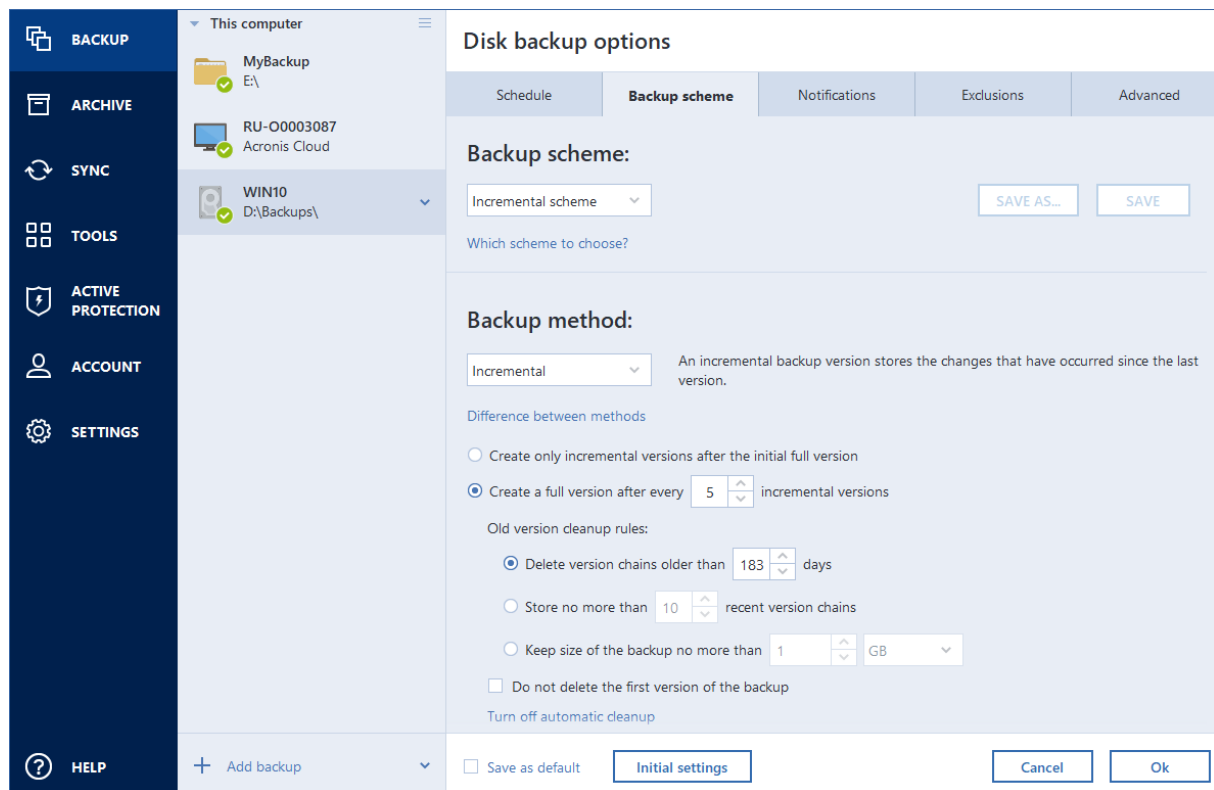 BACKUP
ARCHIVE
SYNC
TOOLS
ACTIVE
PROTECTION
ACCOUNT
SETTINGS
HELP
This computer
MyBackup
E:\
RU-O0003087
Acronis Cloud
WIN10
D:\Backups\
Add backup
Disk backup options
Schedule Backup scheme Notifications Exclusions Advanced
Backup scheme:
Incremental scheme SAVE AS... SAVE
Which scheme to choose?
Backup method:
Incremental
An incremental backup version stores the changes that have occurred since the last
version.
Difference between methods
Create only incremental versions after the initial full version
Create a full version after every 5 incremental versions
Old version cleanup rules:
Delete version chains older than 183 days
Store no more than 10 recent version chains
Keep size of the backup no more than 1 GB
Do not delete the first version of the backup
Turn off automatic cleanup
Save as default Initial settings Cancel Ok